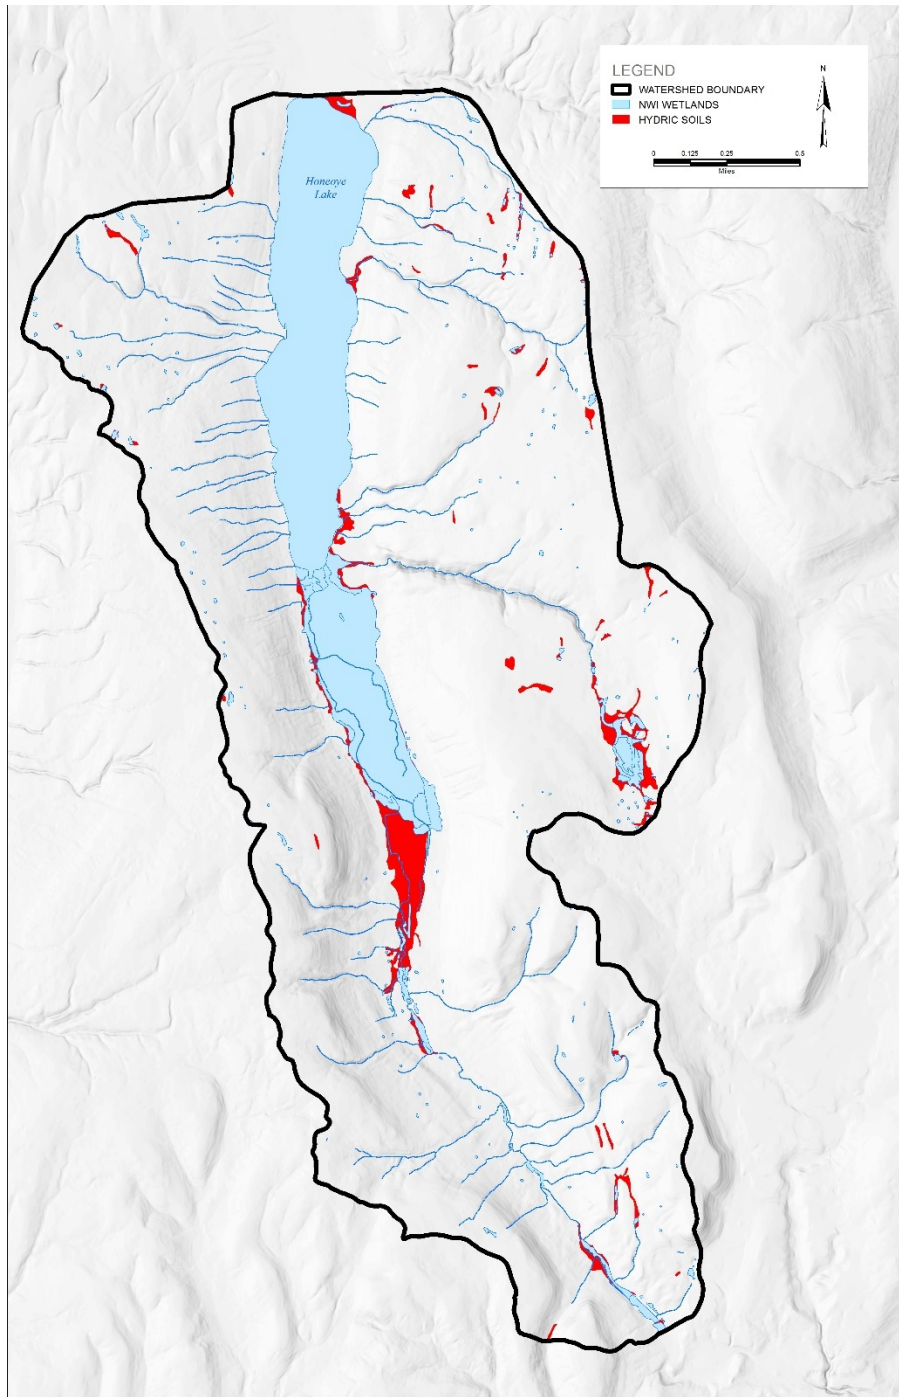 LEGEND
WATERSHED BOUNDARY
NWI WETLANDS
HYDRIC SOILS
N
0 0.125 0.25 0.5
Miles
Honeoye
Lake